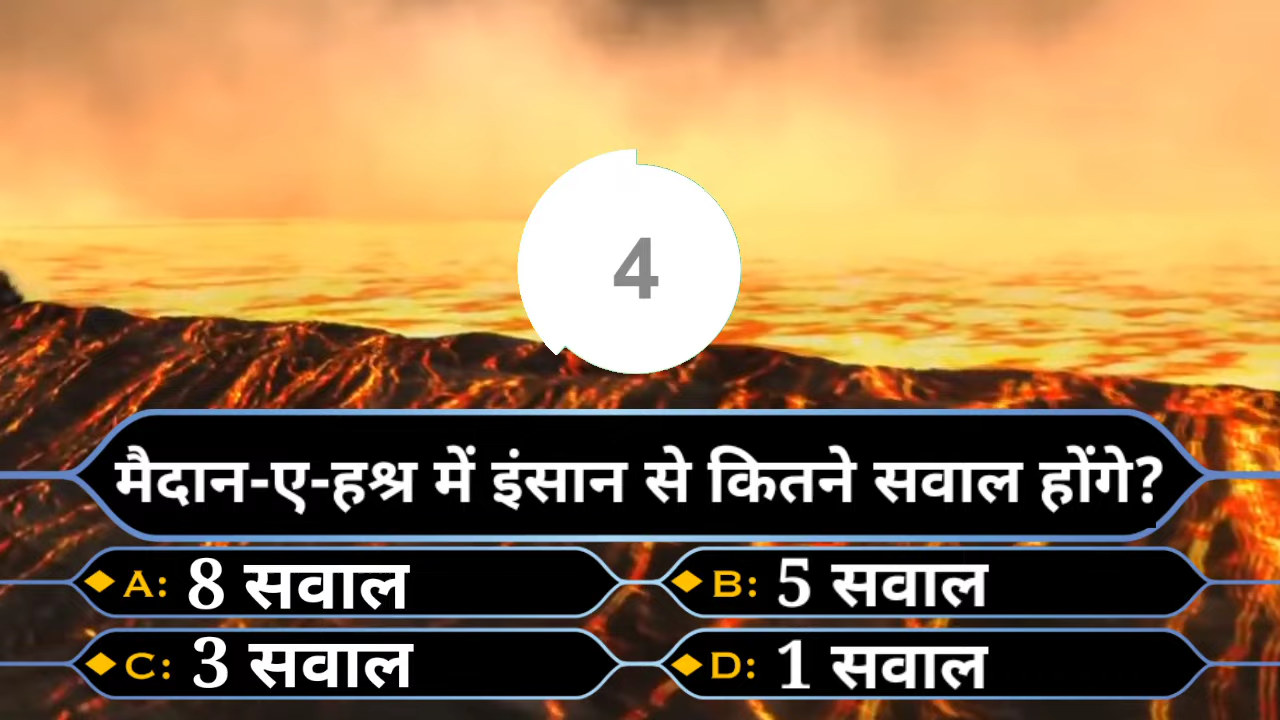 4
मैदान-ए-हश्र में इंसान से कितने सवाल होंगे?
A: 8 सवाल
B: 5 सवाल
C: 3 सवाल
D: 1 सवाल